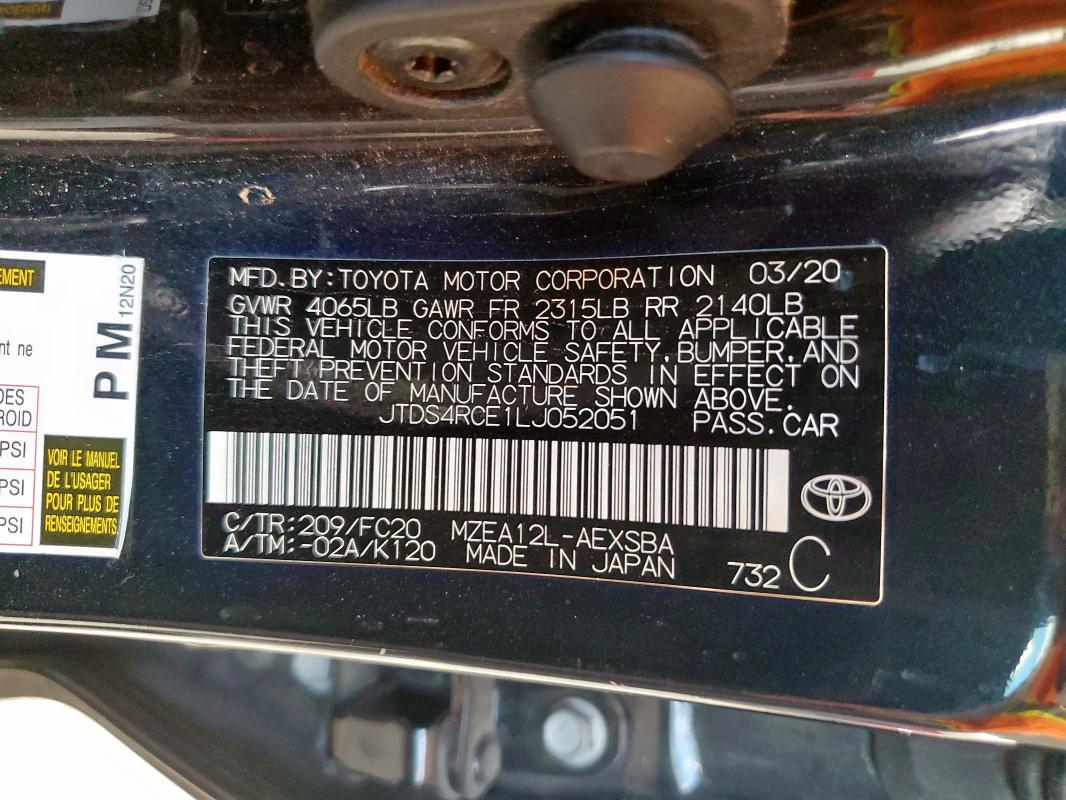 MFD.BY:TOYOTA MOTOR CORPORATION 03/20
GVWR 4065LB GAWR FR 2315LB RR 2140LB
THIS VEHICLE CONFORMS TO ALL APPLICABLE
FEDERAL MOTOR VEHICLE SAFETY,BUMPER,AND
THEFT PREVENTION STANDARDS IN EFFECT ON
THE DATE OF MANUFACTURE SHOWN ABOVE.
JTDS4RCE1LJ052051 PASS.CAR
C/TR:209/FC20 MZEA12L-AEXSBA
A/TM:-02A/K120 MADE IN JAPAN
732 C
PM 12N20
ne
PSI
PSI
PSI
VOIR LE MANUEL
DE L'USAGER
POUR PLUS DE
RENSEIGNEMENTS